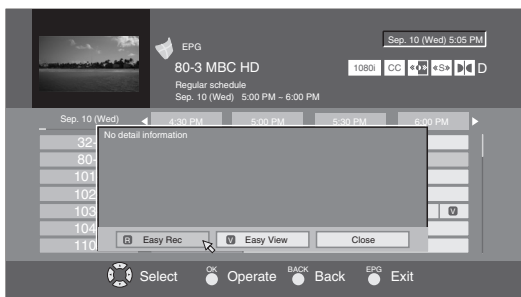 EPG
Sep. 10 (Wed) 5:05 PM
80-3 MBC HD
1080i CC «S» D
Regular schedule
Sep. 10 (Wed) 5:00 PM ~ 6:00 PM
Sep. 10 (Wed) 4:30 PM 5:00 PM 5:30 PM 6:00 PM
No detail information
32-
80-
101
102
103 V
104
110
R Easy Rec V Easy View Close
Select OK Operate BACK Back EPG Exit